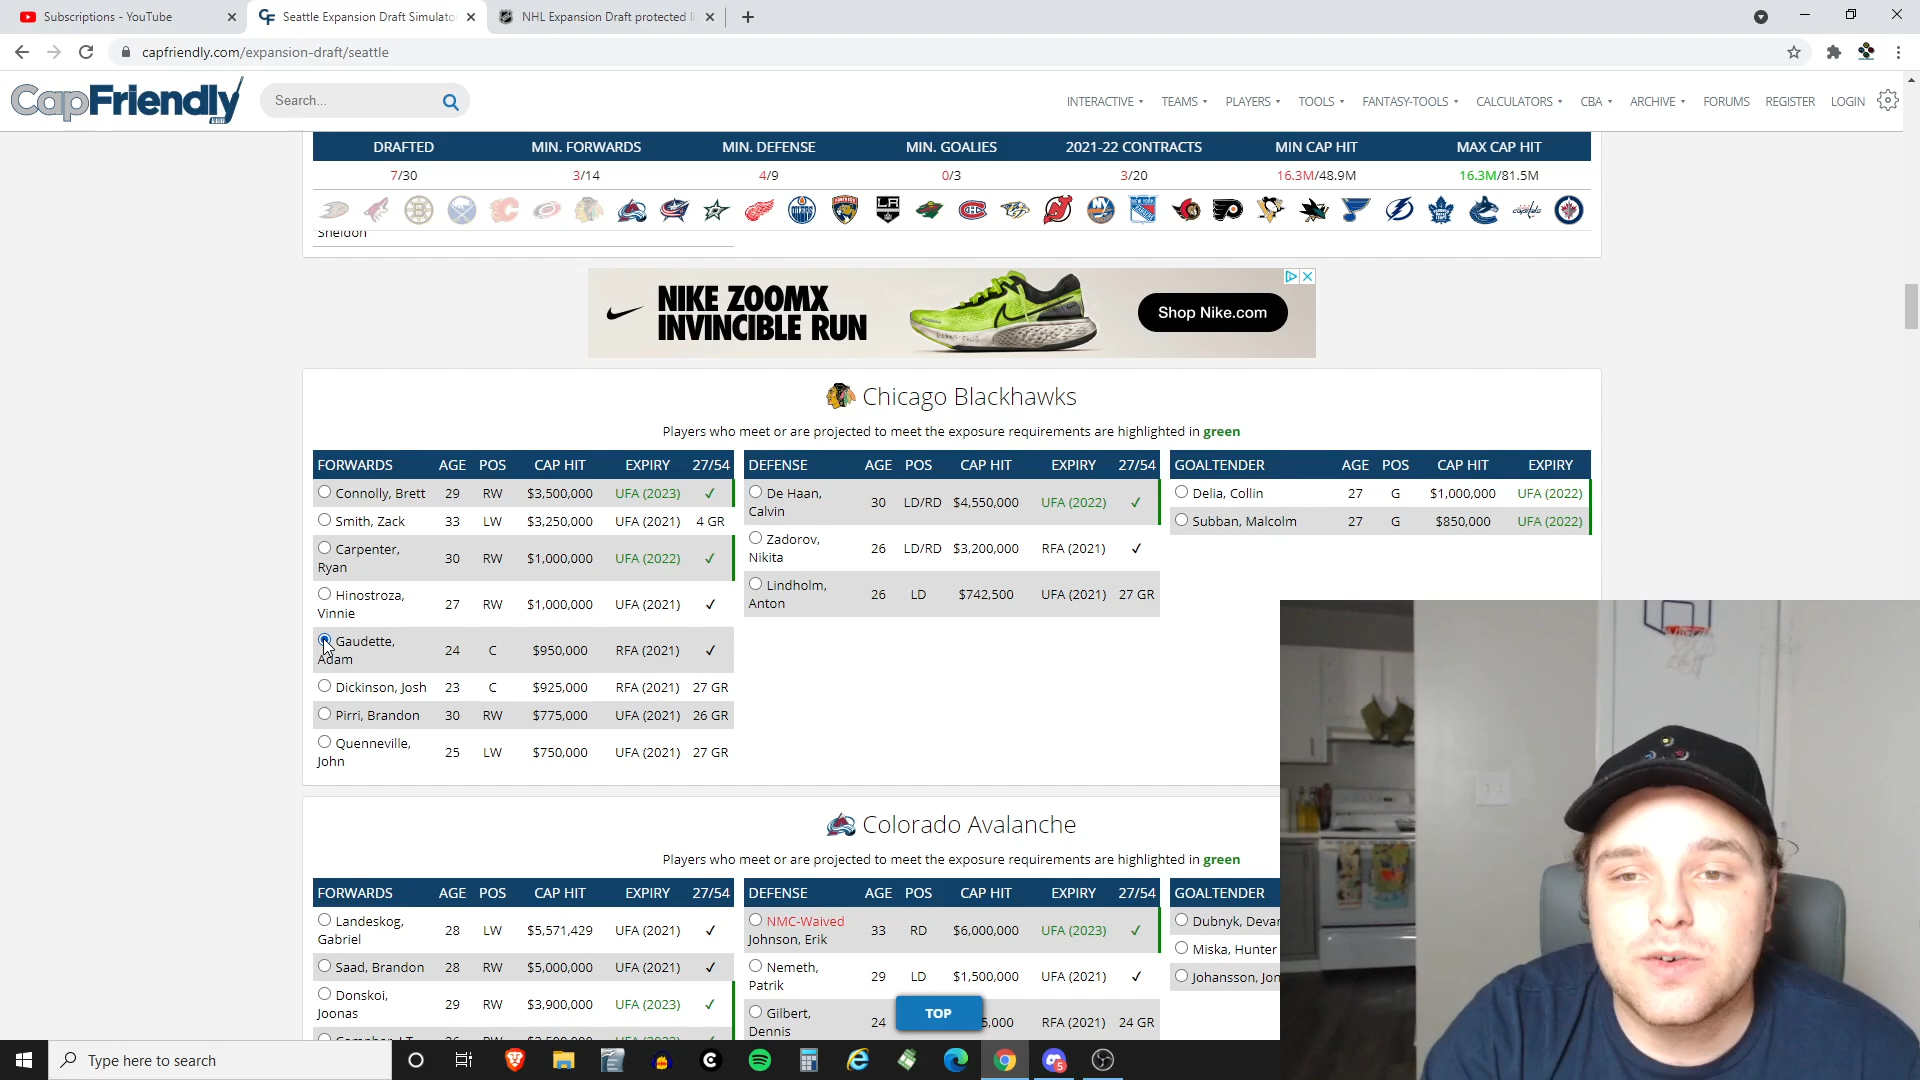 Subscriptions - YouTube
Seattle Expansion Draft Simulato
NHL Expansion Draft protected li
capfriendly.com/expansion-draft/seattle
CapFriendly
Search...
INTERACTIVE TEAMS PLAYERS TOOLS FANTASY-TOOLS CALCULATORS CBA ARCHIVE FORUMS REGISTER LOGIN
DRAFTED MIN. FORWARDS MIN. DEFENSE MIN. GOALIES 2021-22 CONTRACTS MIN CAP HIT MAX CAP HIT
7/30 3/14 4/9 0/3 3/20 16.3M/48.9M 16.3M/81.5M
Sheldon
NIKE ZOOMX
INVINCIBLE RUN
Shop Nike.com
Chicago Blackhawks
Players who meet or are projected to meet the exposure requirements are highlighted in green
FORWARDS AGE POS CAP HIT EXPIRY 27/54
Connolly, Brett 29 RW $3,500,000 UFA (2023) ✓
Smith, Zack 33 LW $3,250,000 UFA (2021) 4 GR
Carpenter,
Ryan 30 RW $1,000,000 UFA (2022) ✓
Hinostroza,
Vinnie 27 RW $1,000,000 UFA (2021) ✓
Gaudette,
Adam 24 C $950,000 RFA (2021) ✓
Dickinson, Josh 23 C $925,000 RFA (2021) 27 GR
Pirri, Brandon 30 RW $775,000 UFA (2021) 26 GR
Quenneville,
John 25 LW $750,000 UFA (2021) 27 GR
DEFENSE AGE POS CAP HIT EXPIRY 27/54
De Haan,
Calvin 30 LD/RD $4,550,000 UFA (2022) ✓
Zadorov,
Nikita 26 LD/RD $3,200,000 RFA (2021) ✓
Lindholm,
Anton 26 LD $742,500 UFA (2021) 27 GR
GOALTENDER AGE POS CAP HIT EXPIRY
Delia, Collin 27 G $1,000,000 UFA (2022)
Subban, Malcolm 27 G $850,000 UFA (2022)
Colorado Avalanche
Players who meet or are projected to meet the exposure requirements are highlighted in green
FORWARDS AGE POS CAP HIT EXPIRY 27/54
Landeskog,
Gabriel 28 LW $5,571,429 UFA (2021) ✓
Saad, Brandon 28 RW $5,000,000 UFA (2021) ✓
Donskoi,
Joonas 29 RW $3,900,000 UFA (2023) ✓
DEFENSE AGE POS CAP HIT EXPIRY 27/54
NMC-Waived
Johnson, Erik 33 RD $6,000,000 UFA (2023) ✓
Nemeth,
Patrik 29 LD $1,500,000 UFA (2021) ✓
Gilbert,
Dennis 24 5,000 RFA (2021) 24 GR
GOALTENDER
Dubnyk, Devan
Miska, Hunter
Johansson, Jon
TOP
Type here to search